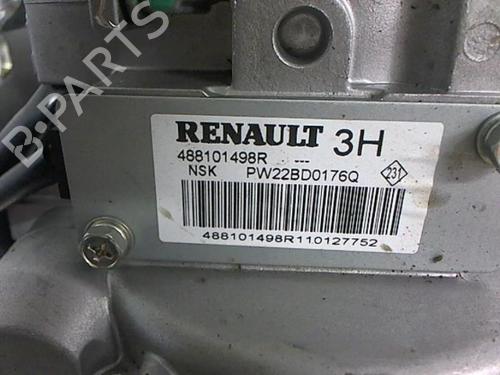 B-PARTS
RENAULT 3H
488101498R ---
NSK PW22BD0176Q 231
488101498R110127752